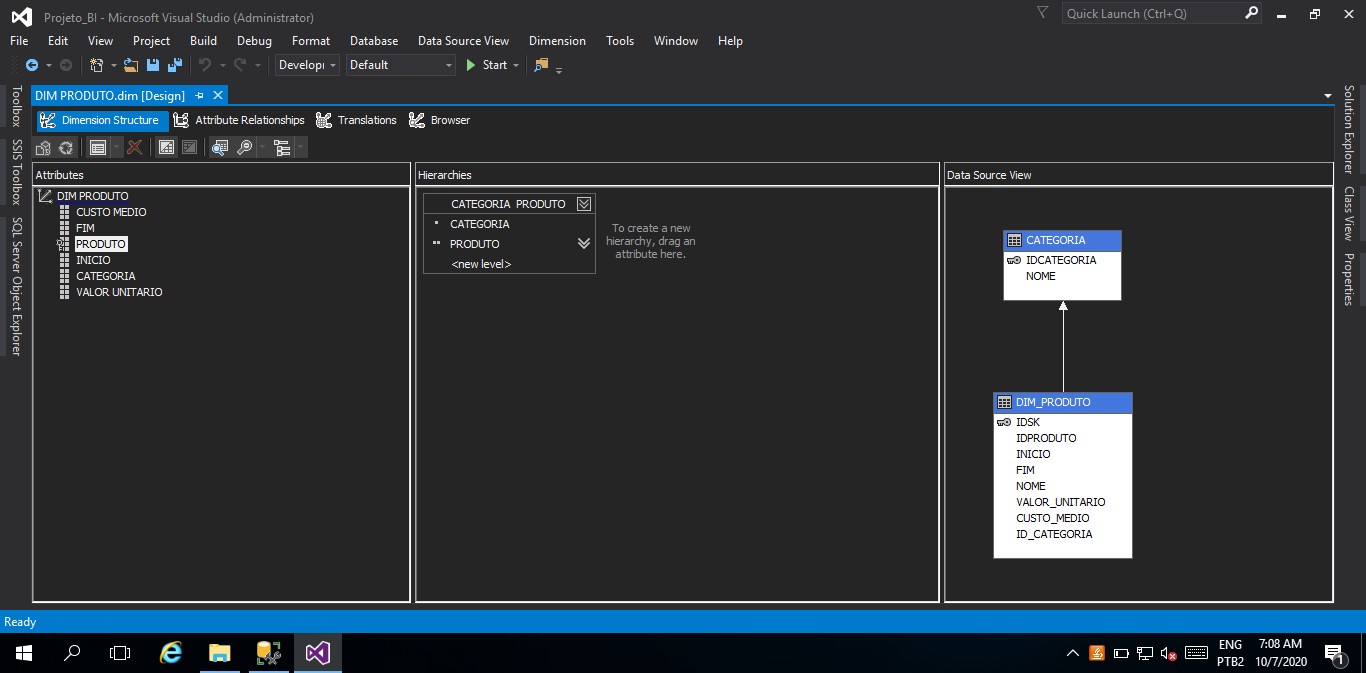 Projeto_BI - Microsoft Visual Studio (Administrator)
Quick Launch (Ctrl+Q)
File Edit View Project Build Debug Format Database Data Source View Dimension Tools Window Help
Developi Default Start
DIM PRODUTO.dim [Design]
Dimension Structure Attribute Relationships Translations Browser
Toolbox
SSIS Toolbox
SQL Server Object Explorer
Attributes
DIM PRODUTO
CUSTO MEDIO
FIM
PRODUTO
INICIO
CATEGORIA
VALOR UNITARIO
Hierarchies
CATEGORIA PRODUTO
CATEGORIA
PRODUTO
<new level>
To create a new
hierarchy, drag an
attribute here.
Data Source View
CATEGORIA
IDCATEGORIA
NOME
DIM_PRODUTO
IDSK
IDPRODUTO
INICIO
FIM
NOME
VALOR_UNITARIO
CUSTO_MEDIO
ID_CATEGORIA
Solution Explorer
Class View
Properties
Ready
ENG
PTB2
7:08 AM
10/7/2020
1